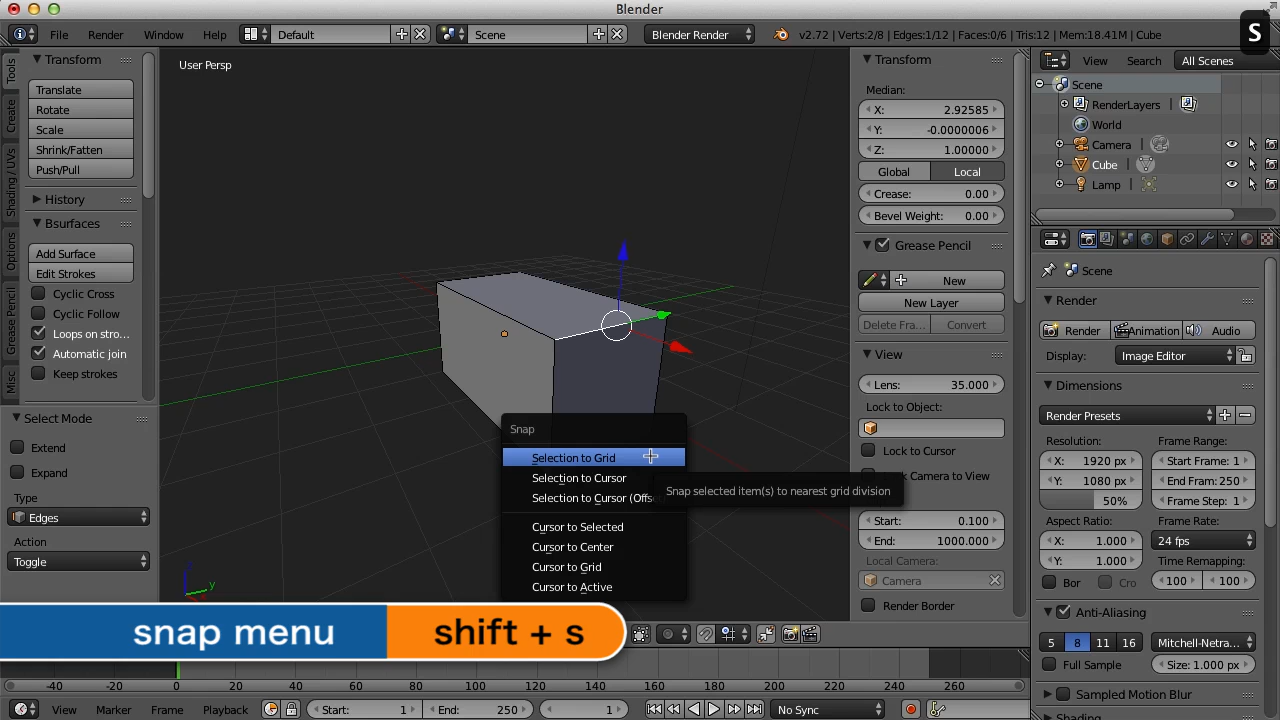 Blender
S
File Render Window Help Default Scene Blender Render v2.72 | Verts:2/8 | Edges:1/12 | Faces:0/6 | Tris:12 | Mem:18.41M | Cube
Tools
Create
Shading / UVs
Options
Grease Pencil
Misc
Transform
Translate
Rotate
Scale
Shrink/Fatten
Push/Pull
History
Bsurfaces
Add Surface
Edit Strokes
Cyclic Cross
Cyclic Follow
Loops on stro...
Automatic join
Keep strokes
Select Mode
Extend
Expand
Type
Edges
Action
Toggle
User Persp
Snap
Selection to Grid
Selection to Cursor
Selection to Cursor (Offse
Cursor to Selected
Cursor to Center
Cursor to Grid
Cursor to Active
Snap selected item(s) to nearest grid division
z
y
snap menu shift + s
Transform
Median:
X: 2.92585
Y: -0.0000006
Z: 1.00000
Global Local
Crease: 0.00
Bevel Weight: 0.00
Grease Pencil
New
New Layer
Delete Fra... Convert
View
Lens: 35.000
Lock to Object:
Lock to Cursor
k Camera to View
Start: 0.100
End: 1000.000
Local Camera:
Camera
Render Border
View Search All Scenes
Scene
RenderLayers
World
Camera
Cube
Lamp
Scene
Render
Render Animation Audio
Display: Image Editor
Dimensions
Render Presets
Resolution: Frame Range:
X: 1920 px Start Frame: 1
Y: 1080 px End Fram: 250
50% Frame Step: 1
Aspect Ratio: Frame Rate:
X: 1.000 24 fps
Y: 1.000 Time Remapping:
Bor Cro 100 100
Anti-Aliasing
5 8 11 16 Mitchell-Netra...
Full Sample Size: 1.000 px
Sampled Motion Blur
Shading
-40 -20 0 20 40 60 80 100 120 140 160 180 200 220 240 260
View Marker Frame Playback Start: 1 End: 250 1 No Sync